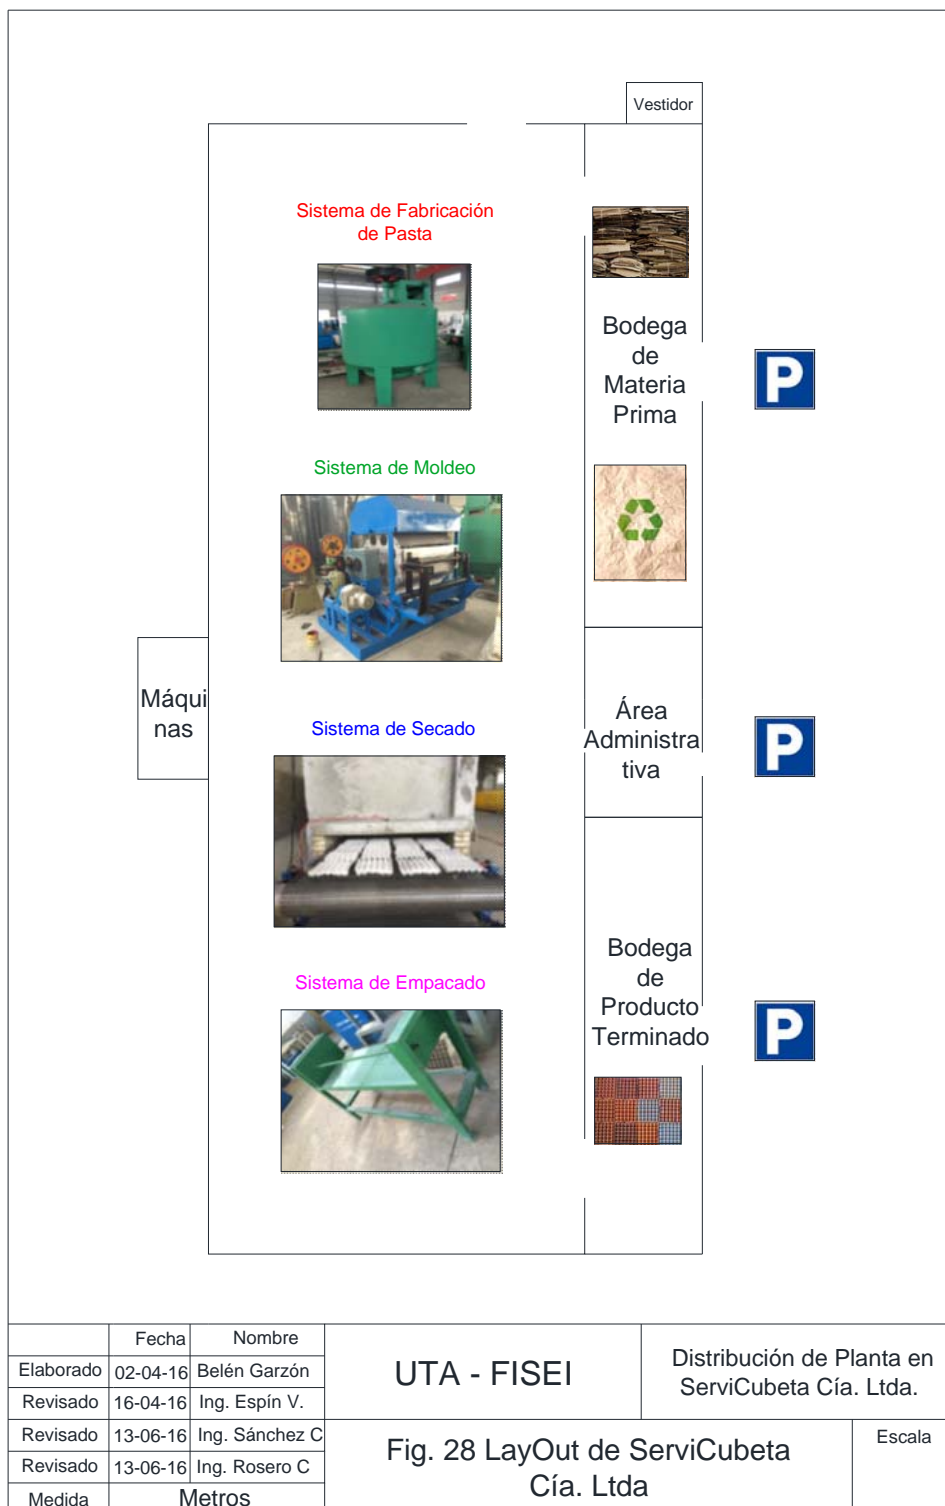 Vestidor
Sistema de Fabricación
de Pasta
Bodega
de
Materia
Prima
P
Sistema de Moldeo
Máqui
nas
Sistema de Secado
Área
Administra
tiva
P
Sistema de Empacado
Bodega
de
Producto
Terminado
P
Fecha Nombre
Elaborado 02-04-16 Belén Garzón
Revisado 16-04-16 Ing. Espín V.
Revisado 13-06-16 Ing. Sánchez C
Revisado 13-06-16 Ing. Rosero C
Medida Metros
UTA - FISEI
Distribución de Planta en
ServiCubeta Cía. Ltda.
Fig. 28 LayOut de ServiCubeta
Cía. Ltda
Escala